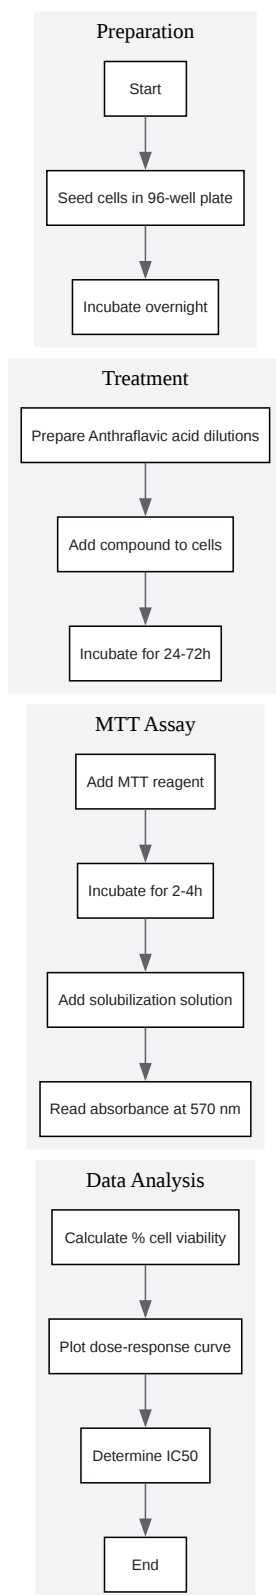 Preparation
Start
Seed cells in 96-well plate
Incubate overnight
Treatment
Prepare Anthraflavic acid dilutions
Add compound to cells
Incubate for 24-72h
MTT Assay
Add MTT reagent
Incubate for 2-4h
Add solubilization solution
Read absorbance at 570 nm
Data Analysis
Calculate % cell viability
Plot dose-response curve
Determine IC50
End